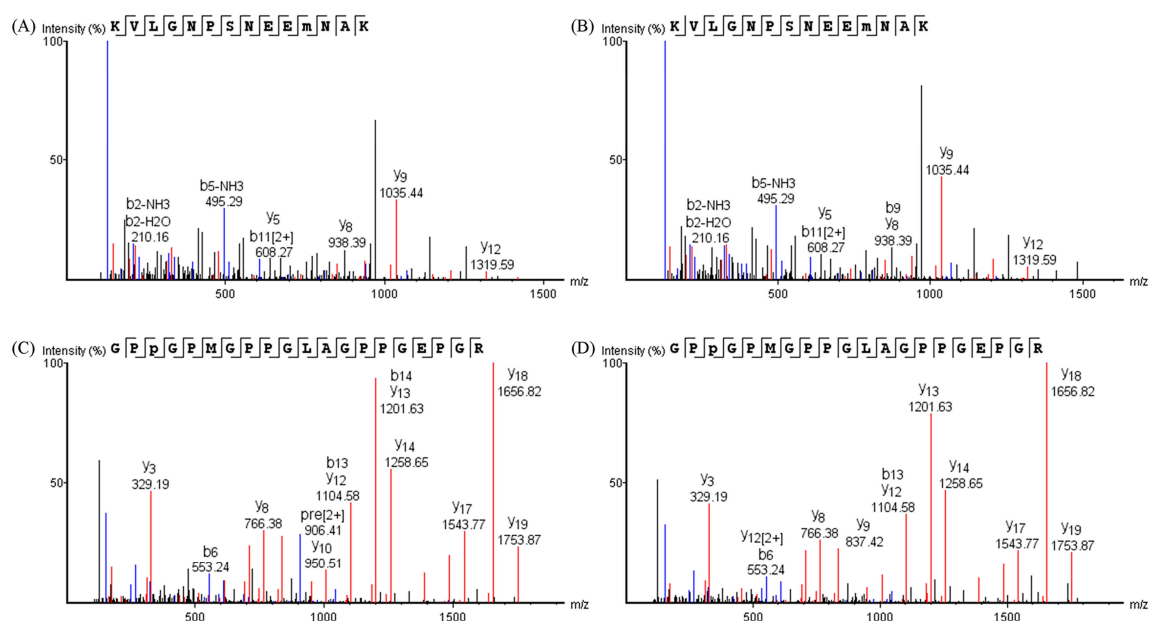 (A)
K V L G N P S N E E m N A K
Intensity (%)
100
50
b2-NH3
b2-H2O
210.16
b5-NH3
495.29
y5
b11[2+]
608.27
y8
938.39
y9
1035.44
y12
1319.59
500
1000
1500
m/z
(B)
K V L G N P S N E E m N A K
Intensity (%)
100
50
b2-NH3
b2-H2O
210.16
b5-NH3
495.29
y5
b11[2+]
608.27
b9
y8
938.39
y9
1035.44
y12
1319.59
500
1000
1500
m/z
(C)
G P p G P M G P P G L A G P P G E P G R
Intensity (%)
100
50
y3
329.19
b6
553.24
y8
766.38
pre[2+]
906.41
y10
950.51
b13
y12
1104.58
b14
y13
1201.63
y14
1258.65
y17
1543.77
y18
1656.82
y19
1753.87
500
1000
1500
m/z
(D)
G P p G P M G P P G L A G P P G E P G R
Intensity (%)
100
50
y3
329.19
y12[2+]
b6
553.24
y8
766.38
y9
837.42
b13
y12
1104.58
y13
1201.63
y14
1258.65
y17
1543.77
y18
1656.82
y19
1753.87
500
1000
1500
m/z